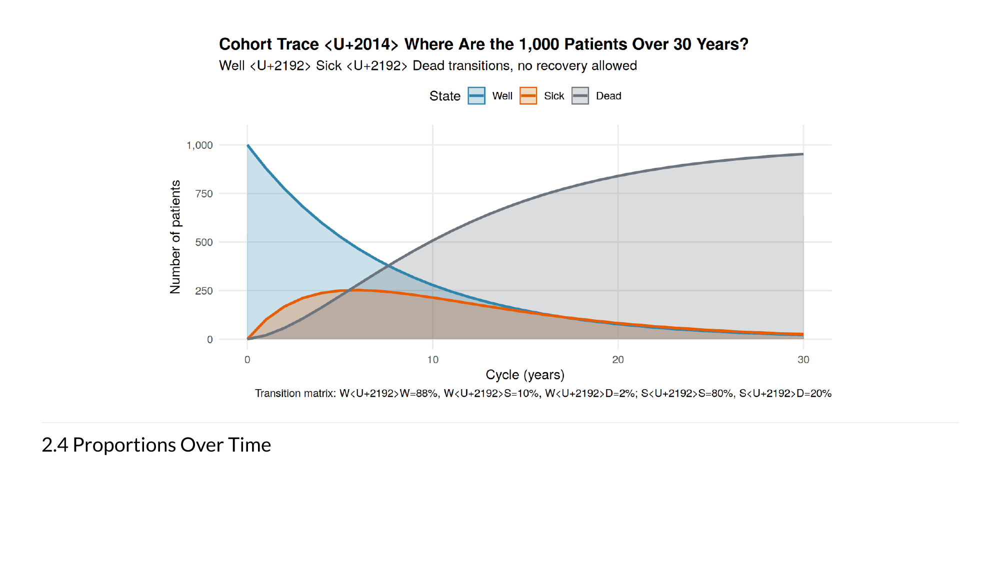 Cohort Trace <U+2014> Where Are the 1,000 Patients Over 30 Years?
Well <U+2192> Sick <U+2192> Dead transitions, no recovery allowed
State Well Sick Dead
1,000
750
500
250
0
Number of patients
0 10 20 30
Cycle (years)
Transition matrix: W<U+2192>W=88%, W<U+2192>S=10%, W<U+2192>D=2%; S<U+2192>S=80%, S<U+2192>D=20%
2.4 Proportions Over Time